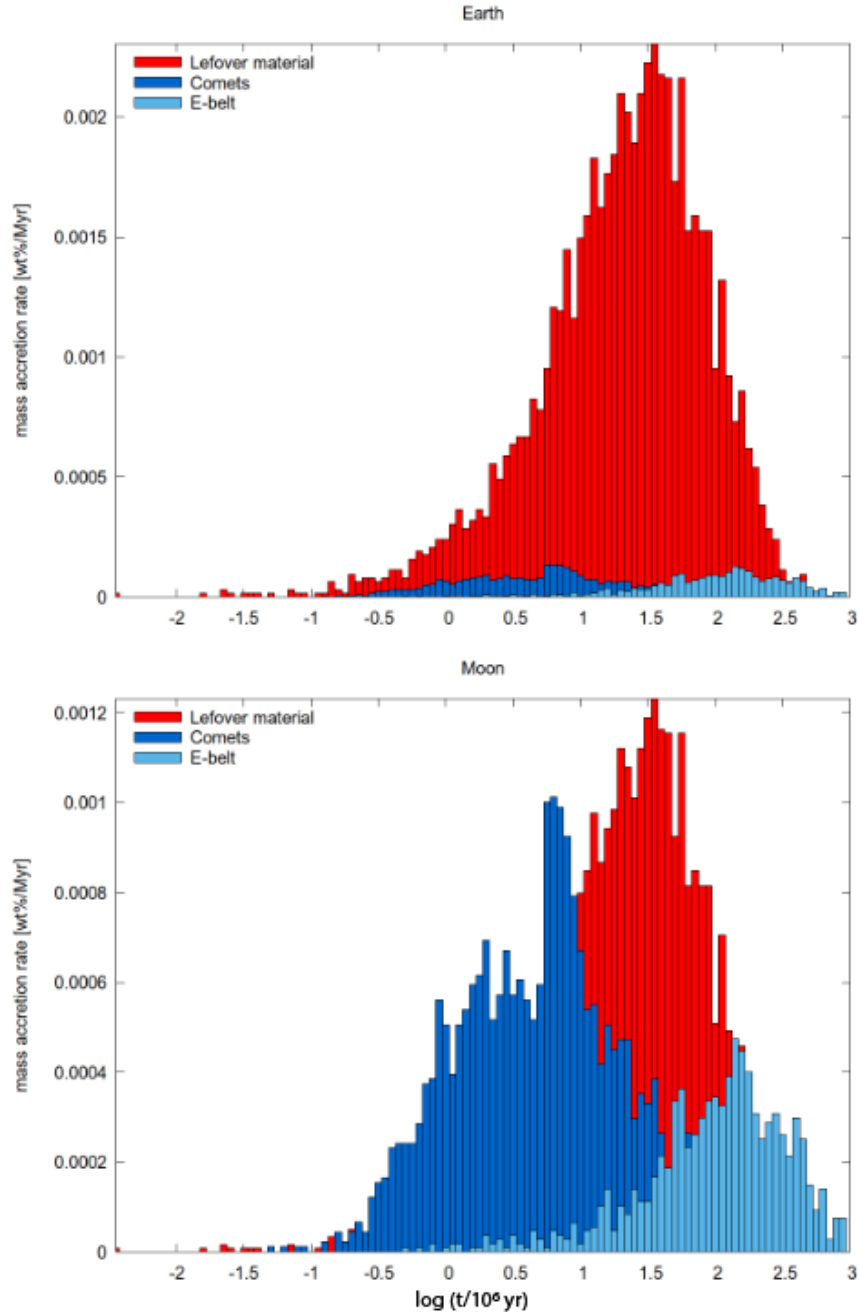 Earth
Lefover material
Comets
E-belt
0.002
0.0015
0.001
0.0005
0
mass accretion rate [wt%/Myr]
-2 -1.5 -1 -0.5 0 0.5 1 1.5 2 2.5 3
Moon
Lefover material
Comets
E-belt
0.0012
0.001
0.0008
0.0006
0.0004
0.0002
0
mass accretion rate [wt%/Myr]
-2 -1.5 -1 -0.5 0 0.5 1 1.5 2 2.5 3
log (t/10⁶ yr)